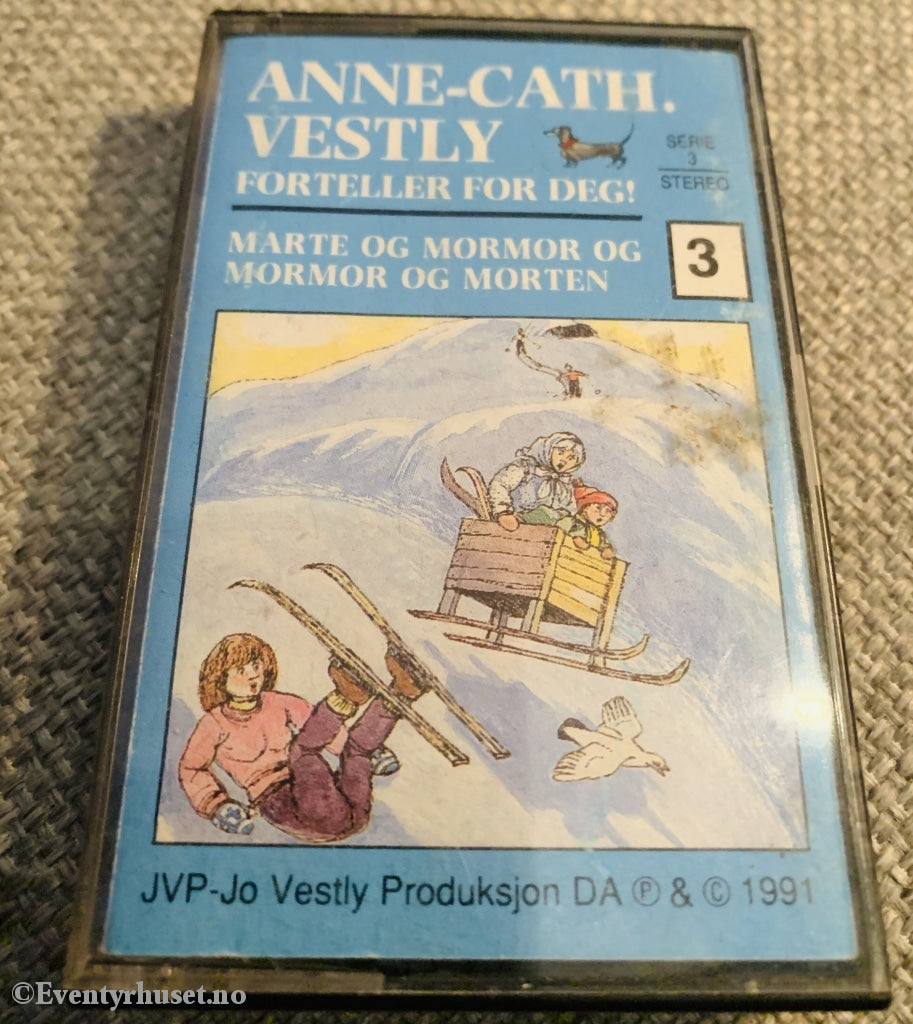 ANNE-CATH.
VESTLY
FORTELLER FOR DEG!
SERIE
3
STEREO
MARTE OG MORMOR OG
MORMOR OG MORTEN
3
JVP-Jo Vestly Produksjon DA Ⓟ & © 1991
©Eventyrhuset.no